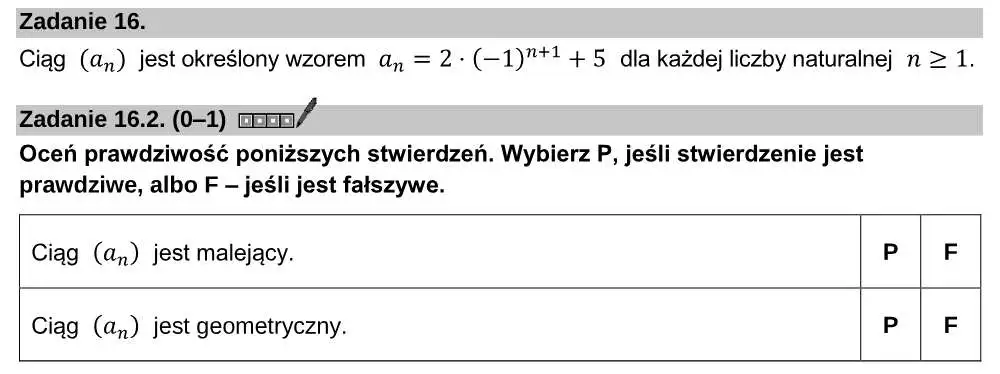 Zadanie 16.
Ciąg (aₙ) jest określony wzorem aₙ = 2 · (−1)ⁿ⁺¹ + 5 dla każdej liczby naturalnej n ≥ 1.
Zadanie 16.2. (0–1)
Oceń prawdziwość poniższych stwierdzeń. Wybierz P, jeśli stwierdzenie jest
prawdziwe, albo F – jeśli jest fałszywe.
Ciąg (aₙ) jest malejący. P F
Ciąg (aₙ) jest geometryczny. P F